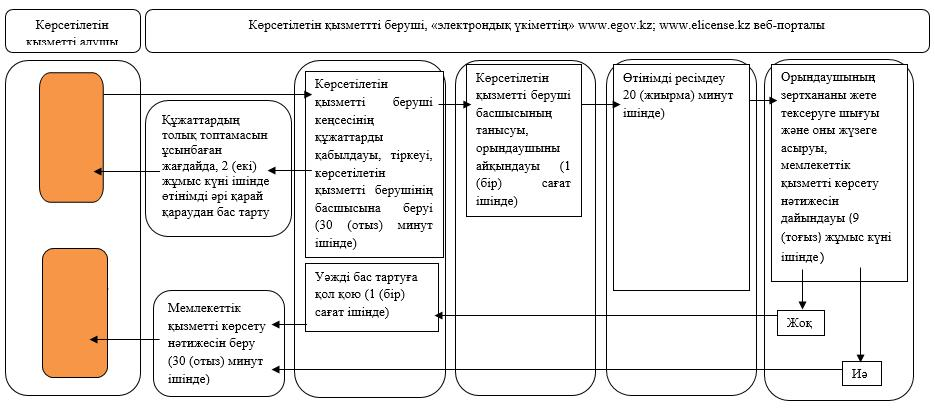 Көрсетілетін
қызметті алушы
Көрсетілетін қызметтті беруші, «электрондық үкіметтің» www.egov.kz; www.elicense.kz веб-порталы
Құжаттардың
толық топтамасын
ұсынбаған
жағдайда, 2 (екі)
жұмыс күні ішінде
өтінімді әрі қарай
қараудан бас тарту
Көрсетілетін
қызметті беруші
кеңсесінің
құжаттарды
қабылдауы, тіркеуі,
көрсетілетін
қызметті берушінің
басшысына беруі
(30 (отыз) минут
ішінде)
Көрсетілетін
қызметті беруші
басшысының
танысуы,
орындаушыны
айқындауы (1
(бір) сағат
ішінде)
Өтінімді ресімдеу
20 (жиырма) минут
ішінде)
Орындаушының
зертхананы жете
тексеруге шығуы
және оны жүзеге
асыруы,
мемлекеттік
қызметті көрсету
нәтижесін
дайындауы (9
(тоғыз) жұмыс күні
ішінде)
Уәжді бас тартуға
қол қою (1 (бір)
сағат ішінде)
Мемлекеттік
қызметті көрсету
нәтижесін беру
(30 (отыз) минут
ішінде)
Жоқ
Иә